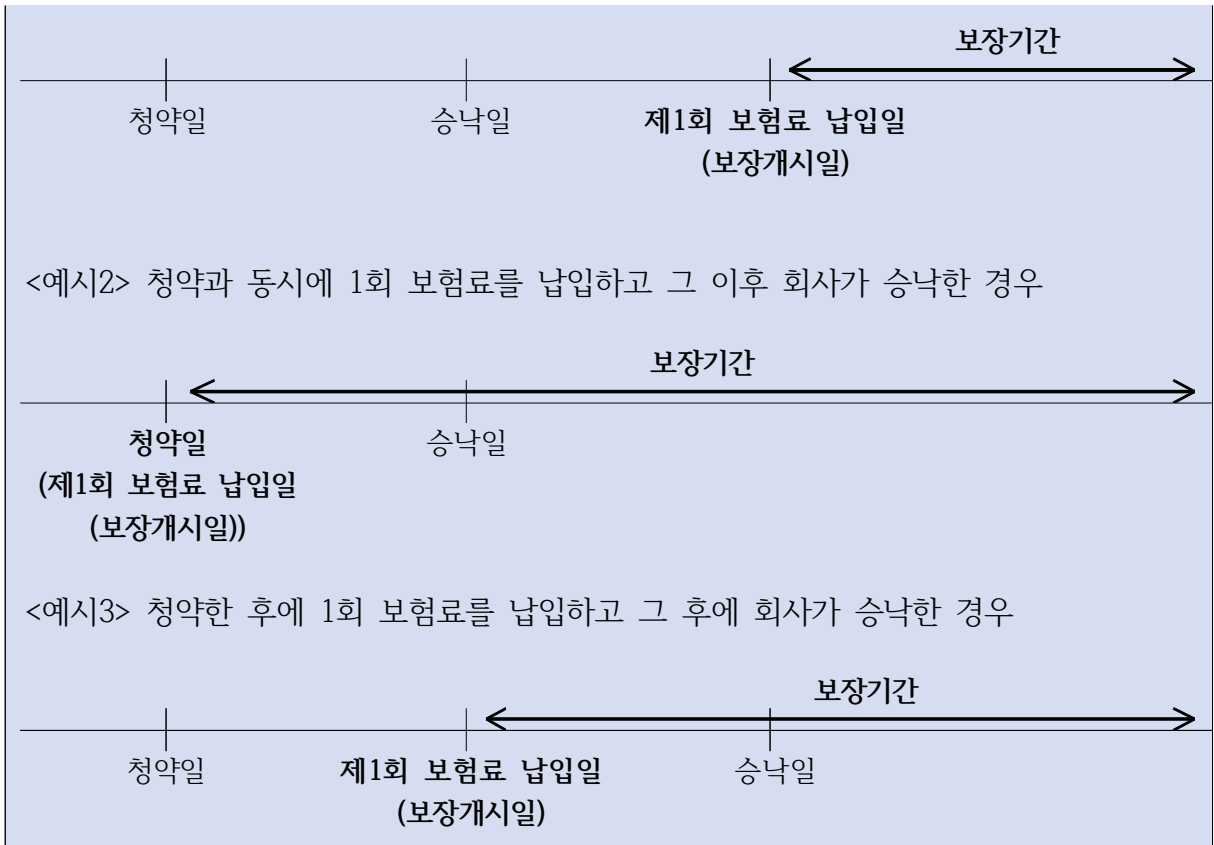 보장기간
청약일 승낙일 제1회 보험료 납입일
(보장개시일)
<예시2> 청약과 동시에 1회 보험료를 납입하고 그 이후 회사가 승낙한 경우
보장기간
청약일 승낙일
(제1회 보험료 납입일
(보장개시일))
<예시3> 청약한 후에 1회 보험료를 납입하고 그 후에 회사가 승낙한 경우
보장기간
청약일 제1회 보험료 납입일 승낙일
(보장개시일)